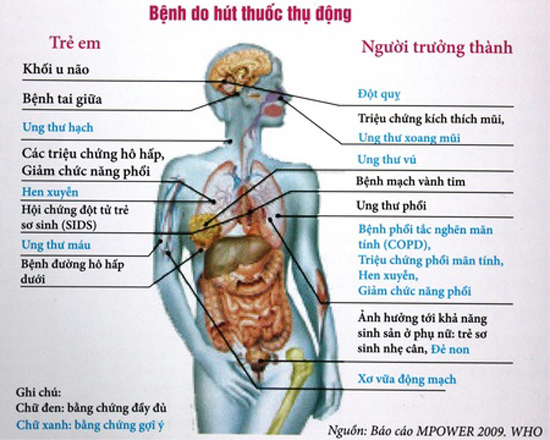 Bệnh do hút thuốc thụ động
Trẻ em
Khối u não
Bệnh tai giữa
Ung thư hạch
Các triệu chứng hô hấp,
Giảm chức năng phổi
Hen xuyễn
Hội chứng đột tử trẻ
sơ sinh (SIDS)
Ung thư máu
Bệnh đường hô hấp
dưới
Người trưởng thành
Đột quỵ
Triệu chứng kích thích mũi,
Ung thư xoang mũi
Ung thư vú
Bệnh mạch vành tim
Ung thư phổi
Bệnh phổi tắc nghẽn mãn
tính (COPD),
Triệu chứng phổi mãn tính,
Hen xuyễn,
Giảm chức năng phổi
Ảnh hưởng tới khả năng
sinh sản ở phụ nữ: trẻ sơ
sinh nhẹ cân, Đẻ non
Xơ vữa động mạch
Ghi chú:
Chữ đen: bằng chứng đầy đủ
Chữ xanh: bằng chứng gợi ý
Nguồn: Báo cáo MPOWER 2009. WHO